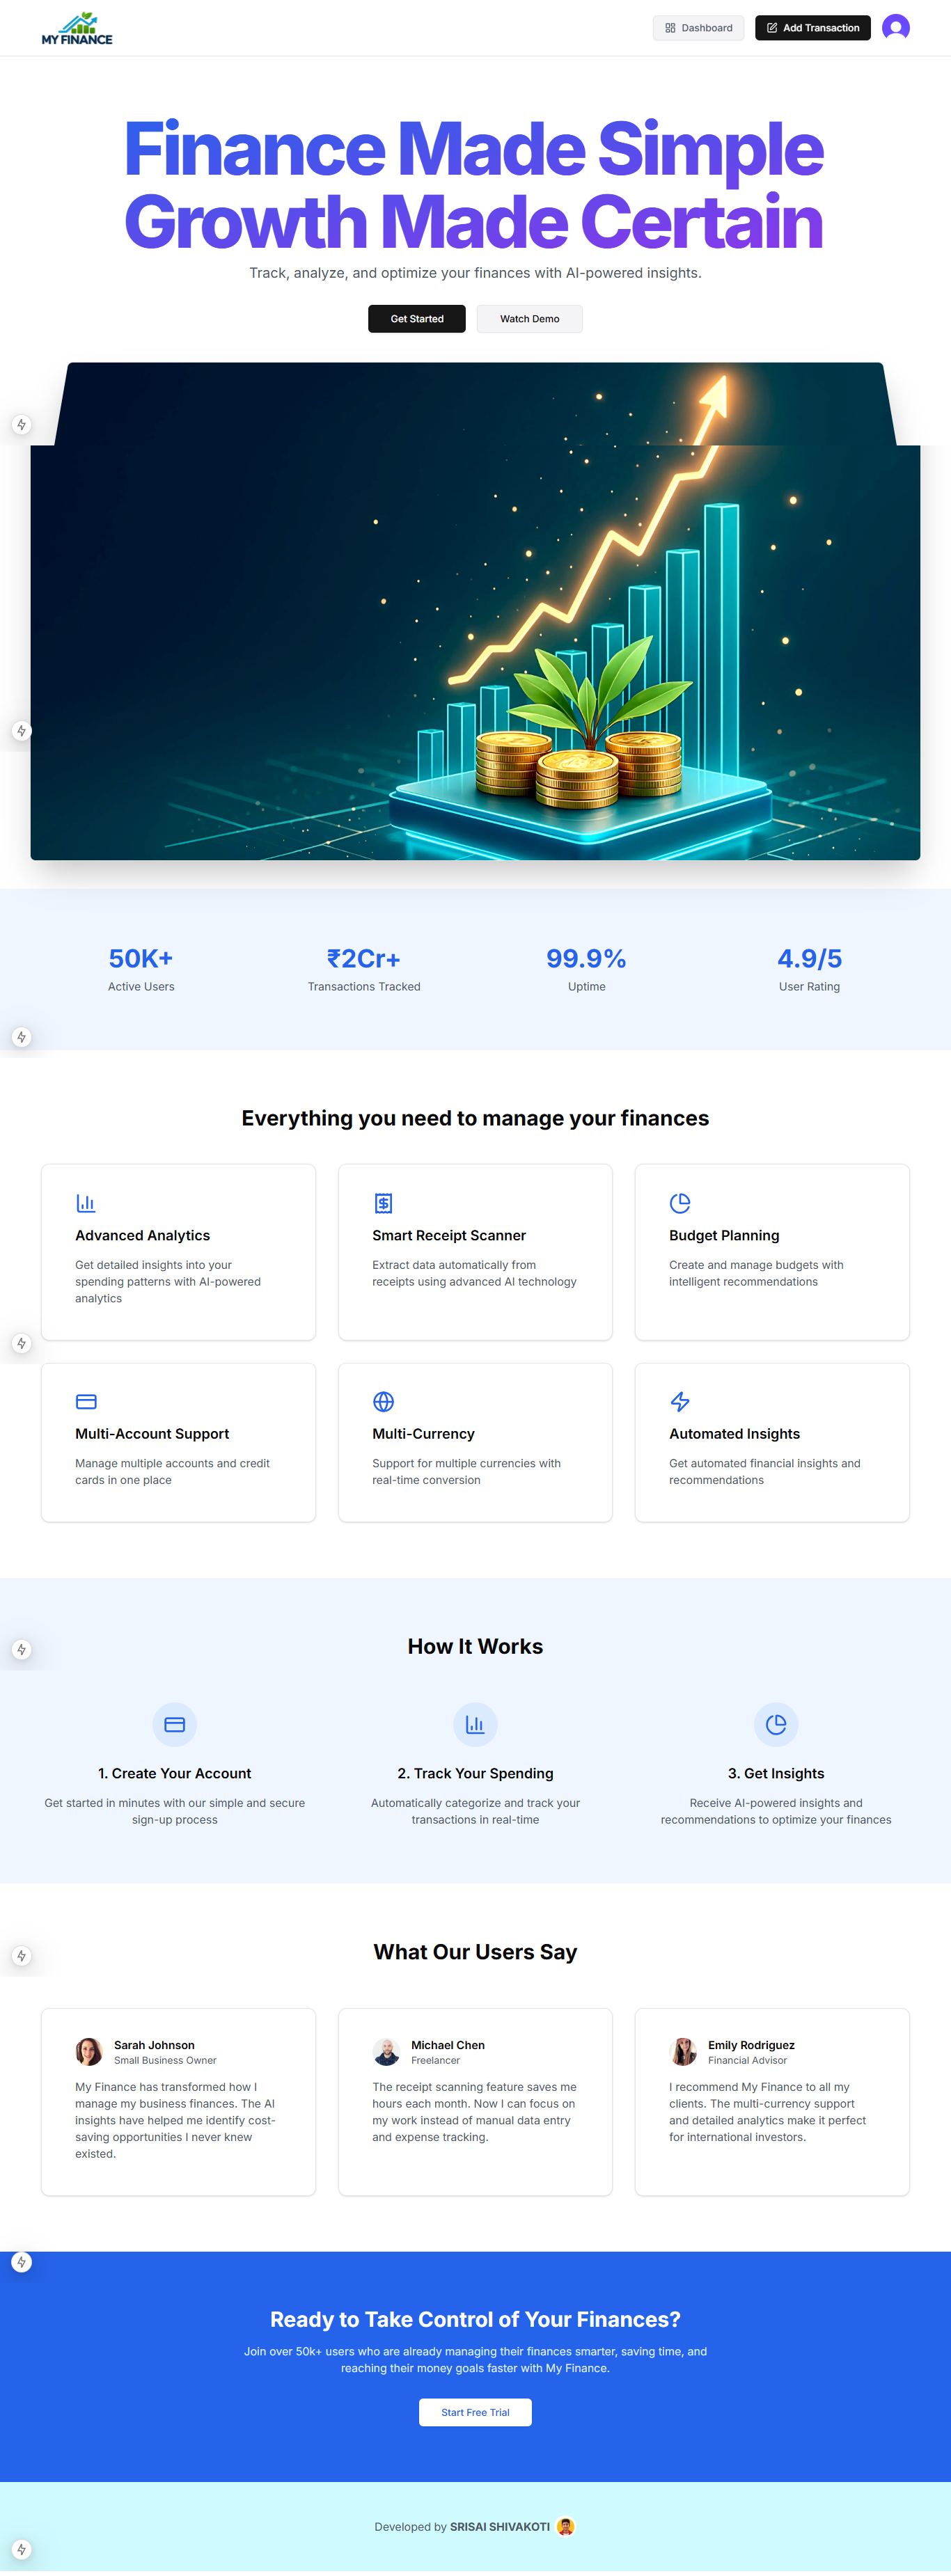 MY FINANCE
Dashboard
Add Transaction
Finance Made Simple
Growth Made Certain
Track, analyze, and optimize your finances with AI-powered insights.
Get Started
Watch Demo
50K+
Active Users
₹2Cr+
Transactions Tracked
99.9%
Uptime
4.9/5
User Rating
Everything you need to manage your finances
Advanced Analytics
Get detailed insights into your
spending patterns with AI-powered
analytics
Smart Receipt Scanner
Extract data automatically from
receipts using advanced AI technology
Budget Planning
Create and manage budgets with
intelligent recommendations
Multi-Account Support
Manage multiple accounts and credit
cards in one place
Multi-Currency
Support for multiple currencies with
real-time conversion
Automated Insights
Get automated financial insights and
recommendations
How It Works
1. Create Your Account
Get started in minutes with our simple and secure
sign-up process
2. Track Your Spending
Automatically categorize and track your
transactions in real-time
3. Get Insights
Receive AI-powered insights and
recommendations to optimize your finances
What Our Users Say
Sarah Johnson
Small Business Owner
My Finance has transformed how I
manage my business finances. The AI
insights have helped me identify cost-
saving opportunities I never knew
existed.
Michael Chen
Freelancer
The receipt scanning feature saves me
hours each month. Now I can focus on
my work instead of manual data entry
and expense tracking.
Emily Rodriguez
Financial Advisor
I recommend My Finance to all my
clients. The multi-currency support
and detailed analytics make it perfect
for international investors.
Ready to Take Control of Your Finances?
Join over 50k+ users who are already managing their finances smarter, saving time, and
reaching their money goals faster with My Finance.
Start Free Trial
Developed by SRISAI SHIVAKOTI